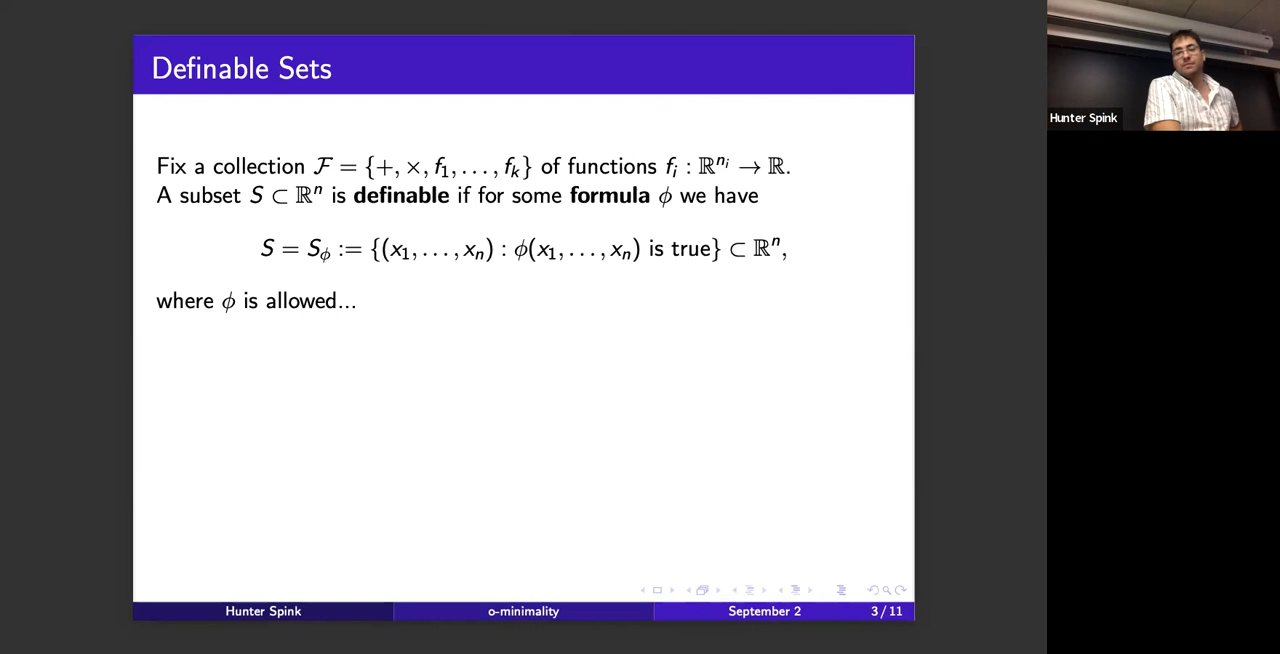 Definable Sets
Fix a collection ℱ = {+, ×, f₁, …, fₖ} of functions fᵢ : ℝⁿⁱ → ℝ.
A subset S ⊂ ℝⁿ is definable if for some formula ϕ we have
S = S_ϕ := {(x₁, …, xₙ) : ϕ(x₁, …, xₙ) is true} ⊂ ℝⁿ,
where ϕ is allowed...
Hunter Spink o-minimality September 2 3 / 11
Hunter Spink